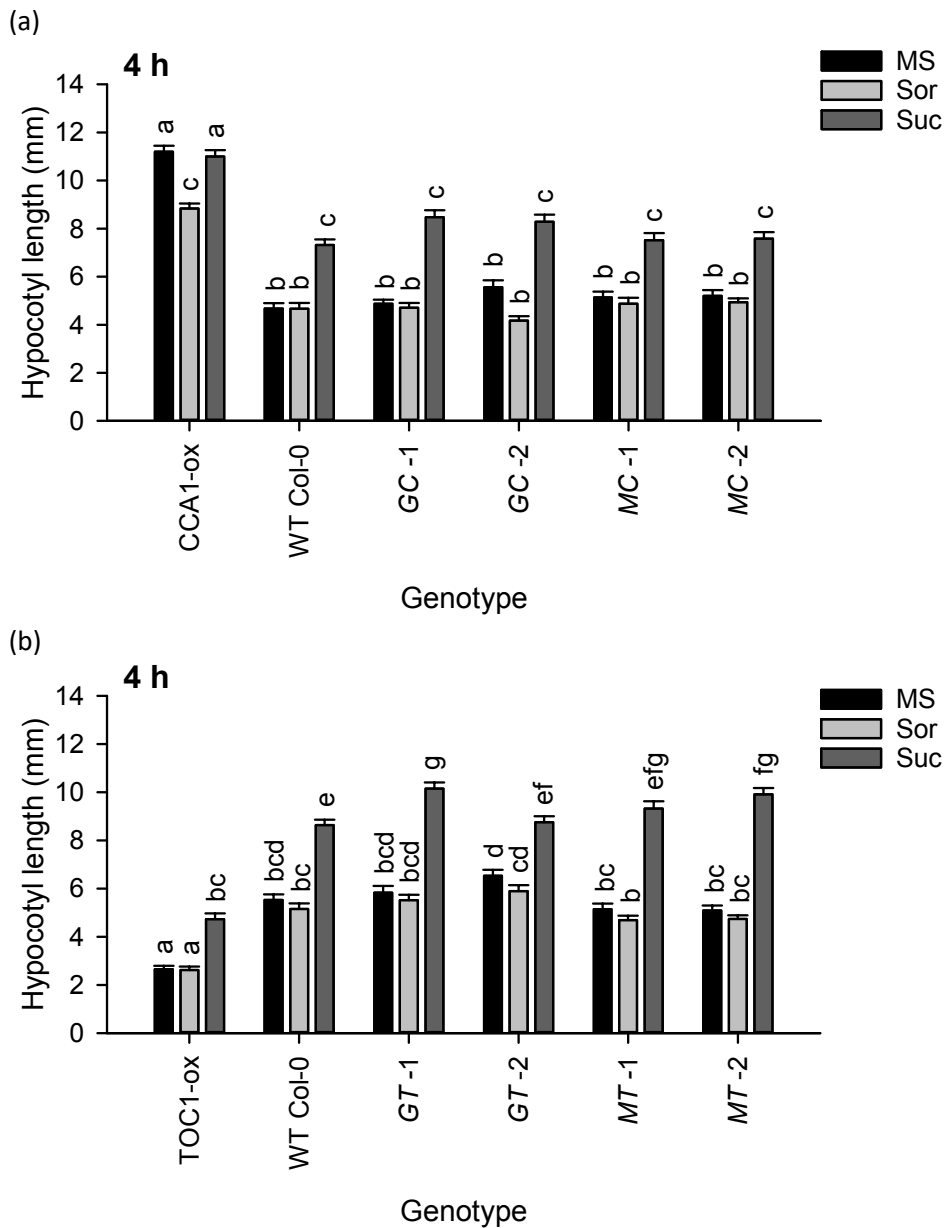 (a)
4 h
MS
Sor
Suc
14
12
10
8
6
4
2
0
Hypocotyl length (mm)
a c a
b b c
b b c
b b c
b b c
b b c
CCA1-ox
WT Col-0
GC -1
GC -2
MC -1
MC -2
Genotype
(b)
4 h
MS
Sor
Suc
14
12
10
8
6
4
2
0
Hypocotyl length (mm)
a a bc
bcd bc e
bcd bcd g
d cd ef
bc b efg
bc bc fg
TOC1-ox
WT Col-0
GT -1
GT -2
MT -1
MT -2
Genotype